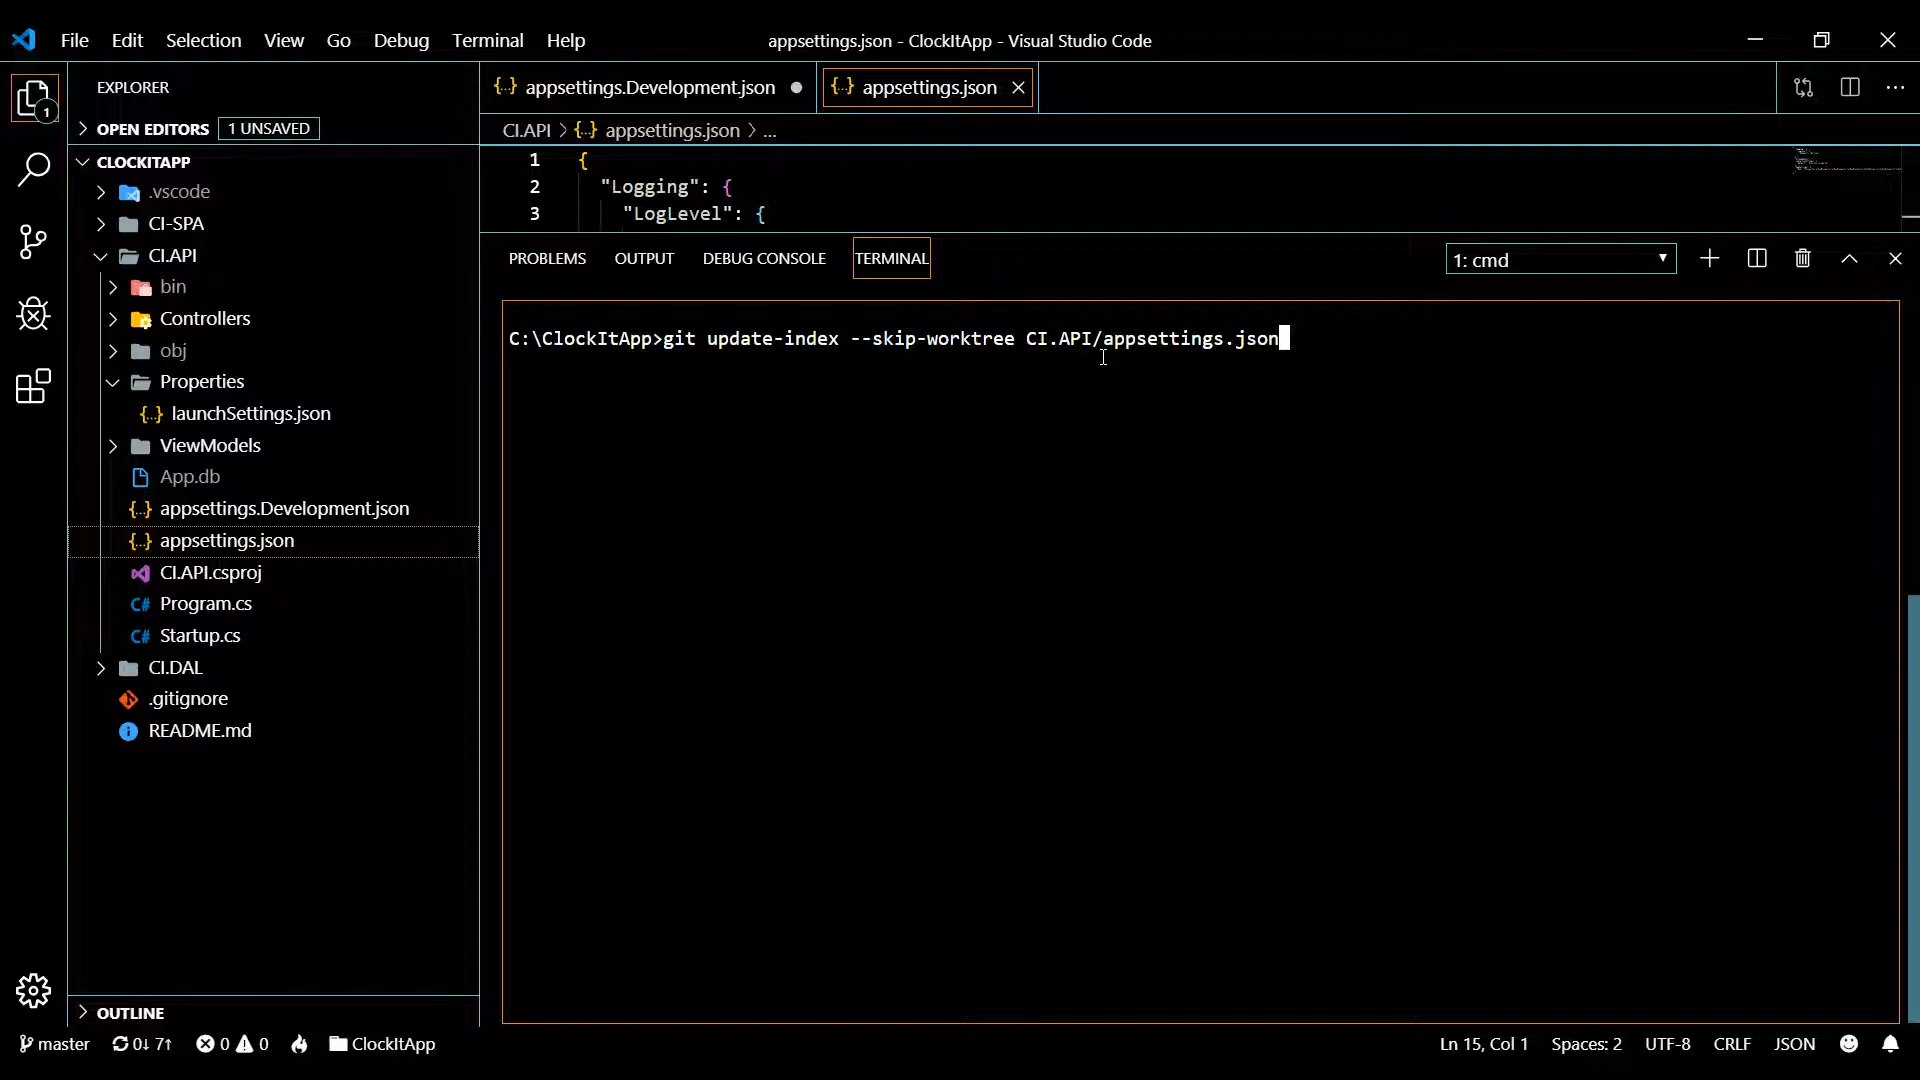 File Edit Selection View Go Debug Terminal Help
appsettings.json - ClockItApp - Visual Studio Code
EXPLORER
1
OPEN EDITORS 1 UNSAVED
CLOCKITAPP
.vscode
CI-SPA
CI.API
bin
Controllers
obj
Properties
{..} launchSettings.json
ViewModels
App.db
{..} appsettings.Development.json
{..} appsettings.json
CI.API.csproj
C# Program.cs
C# Startup.cs
CI.DAL
.gitignore
README.md
OUTLINE
{..} appsettings.Development.json
{..} appsettings.json
CI.API > {..} appsettings.json > ...
1 {
2 "Logging": {
3 "LogLevel": {
PROBLEMS OUTPUT DEBUG CONSOLE TERMINAL
1: cmd
C:\ClockItApp>git update-index --skip-worktree CI.API/appsettings.json
master 0↓ 7↑ 0 0 ClockItApp
Ln 15, Col 1 Spaces: 2 UTF-8 CRLF JSON